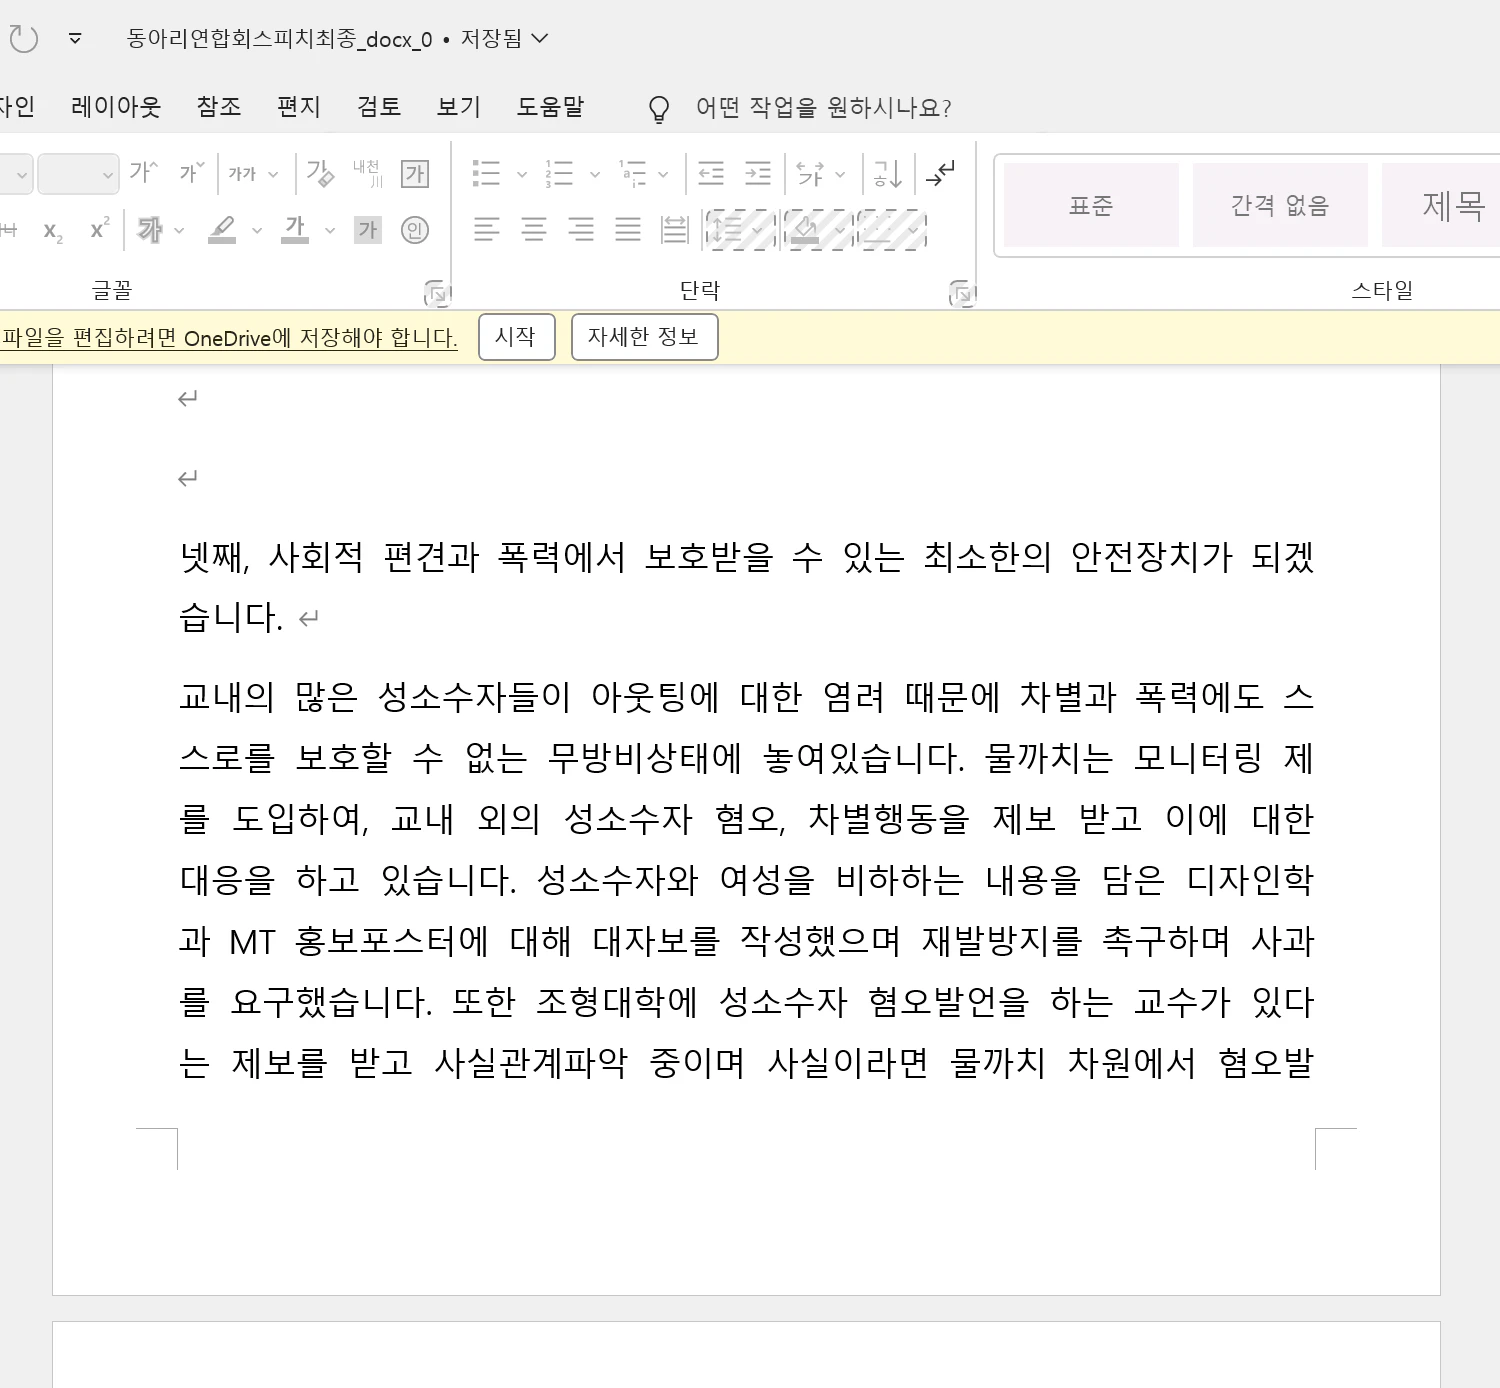 동아리연합회스피치최종_docx_0 • 저장됨
자인 레이아웃 참조 편지 검토 보기 도움말 어떤 작업을 원하시나요?
가 가 가가 가 내천 가 가 ㅎ
표준 간격 없음 제목
나 x₂ x² 가 가 가 인
글꼴 단락 스타일
파일을 편집하려면 OneDrive에 저장해야 합니다. 시작 자세한 정보
넷째, 사회적 편견과 폭력에서 보호받을 수 있는 최소한의 안전장치가 되겠
습니다.
교내의 많은 성소수자들이 아웃팅에 대한 염려 때문에 차별과 폭력에도 스
스로를 보호할 수 없는 무방비상태에 놓여있습니다. 물까치는 모니터링 제
를 도입하여, 교내 외의 성소수자 혐오, 차별행동을 제보 받고 이에 대한
대응을 하고 있습니다. 성소수자와 여성을 비하하는 내용을 담은 디자인학
과 MT 홍보포스터에 대해 대자보를 작성했으며 재발방지를 촉구하며 사과
를 요구했습니다. 또한 조형대학에 성소수자 혐오발언을 하는 교수가 있다
는 제보를 받고 사실관계파악 중이며 사실이라면 물까치 차원에서 혐오발